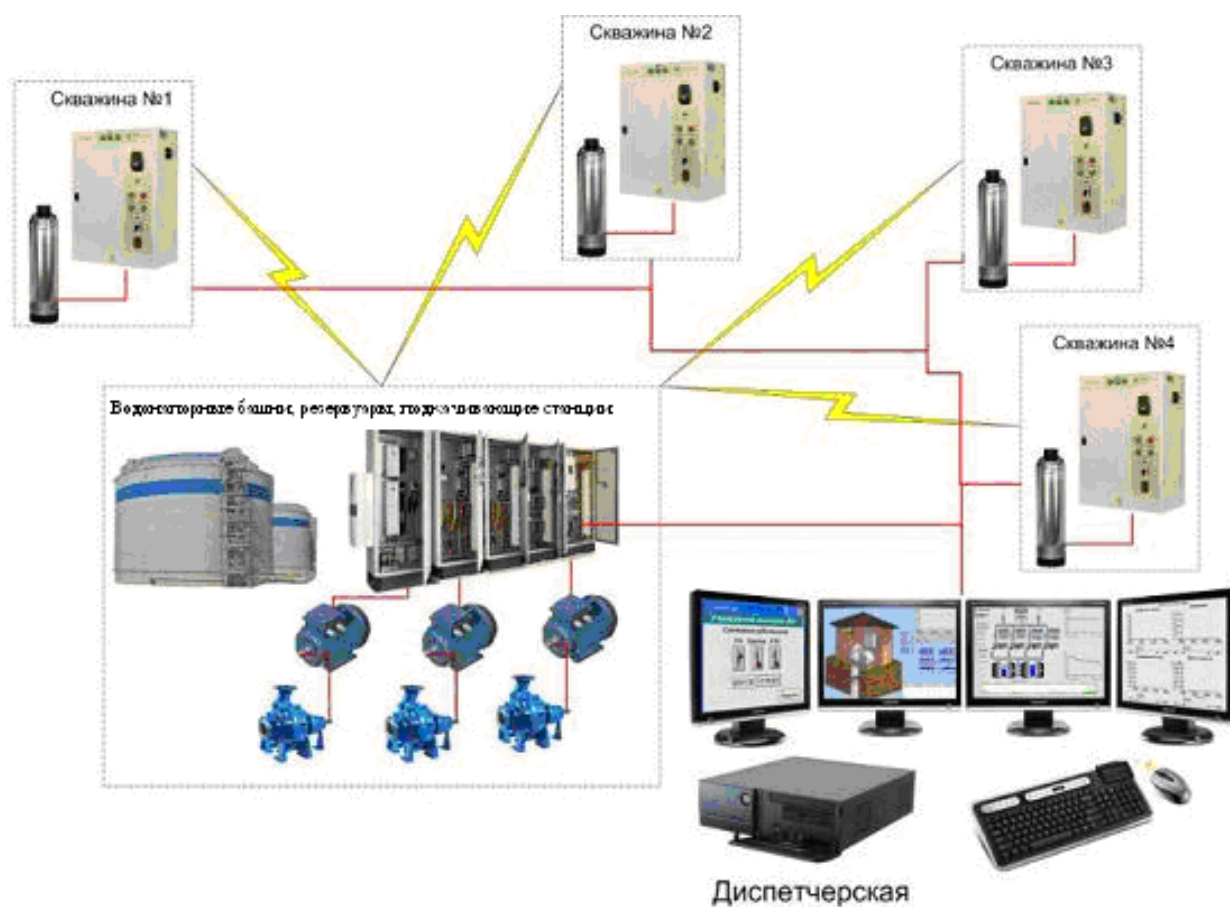 Скважина №2
Скважина №3
Скважина №1
Скважина №4
Водонапорные башни, резервуары, подкачивающие станции
Диспетчерская